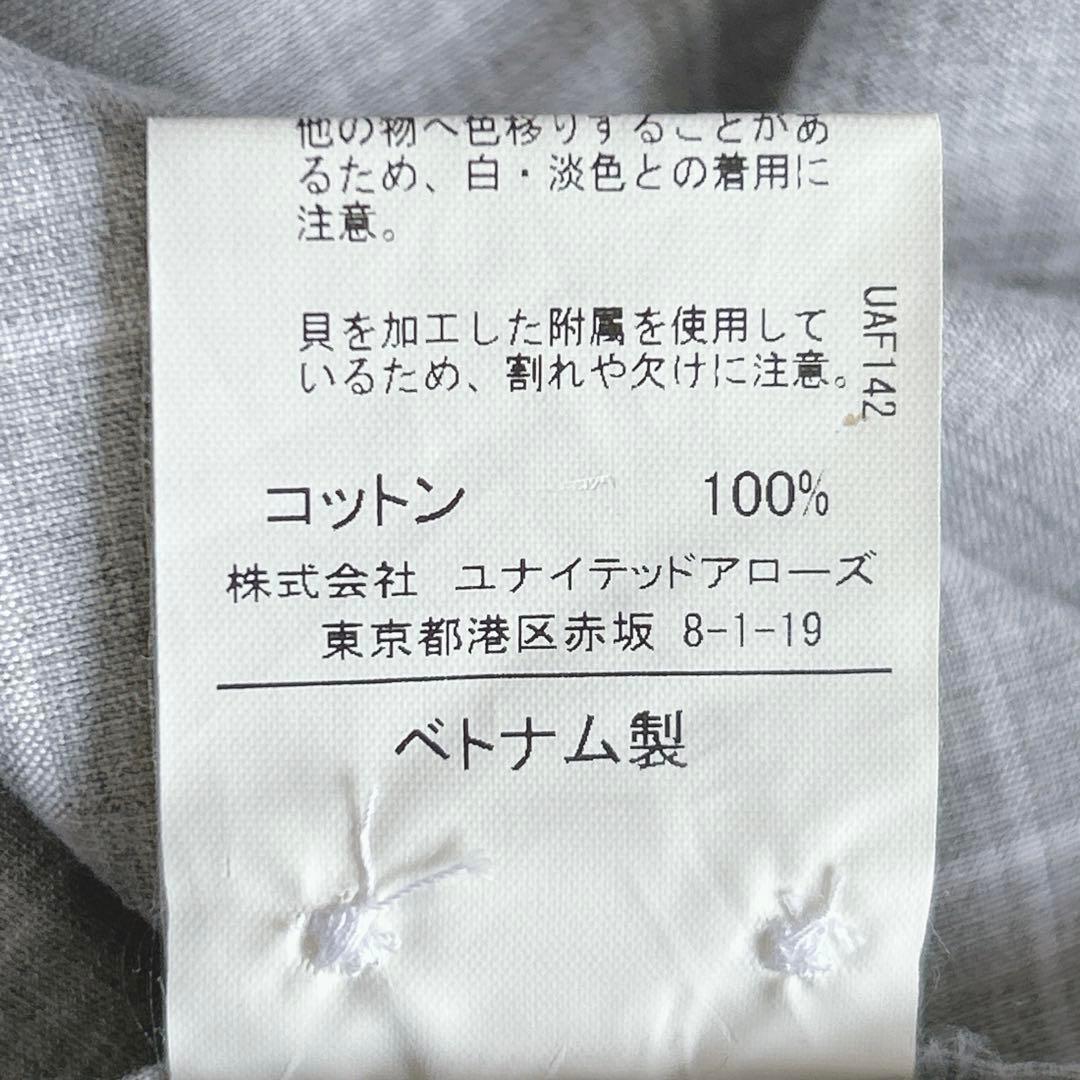 他の物へ色移りすることがあ
るため、白・淡色との着用に
注意。
貝を加工した附属を使用して
いるため、割れや欠けに注意。
UAF142
コットン 100%
株式会社 ユナイテッドアローズ
東京都港区赤坂 8-1-19
ベトナム製